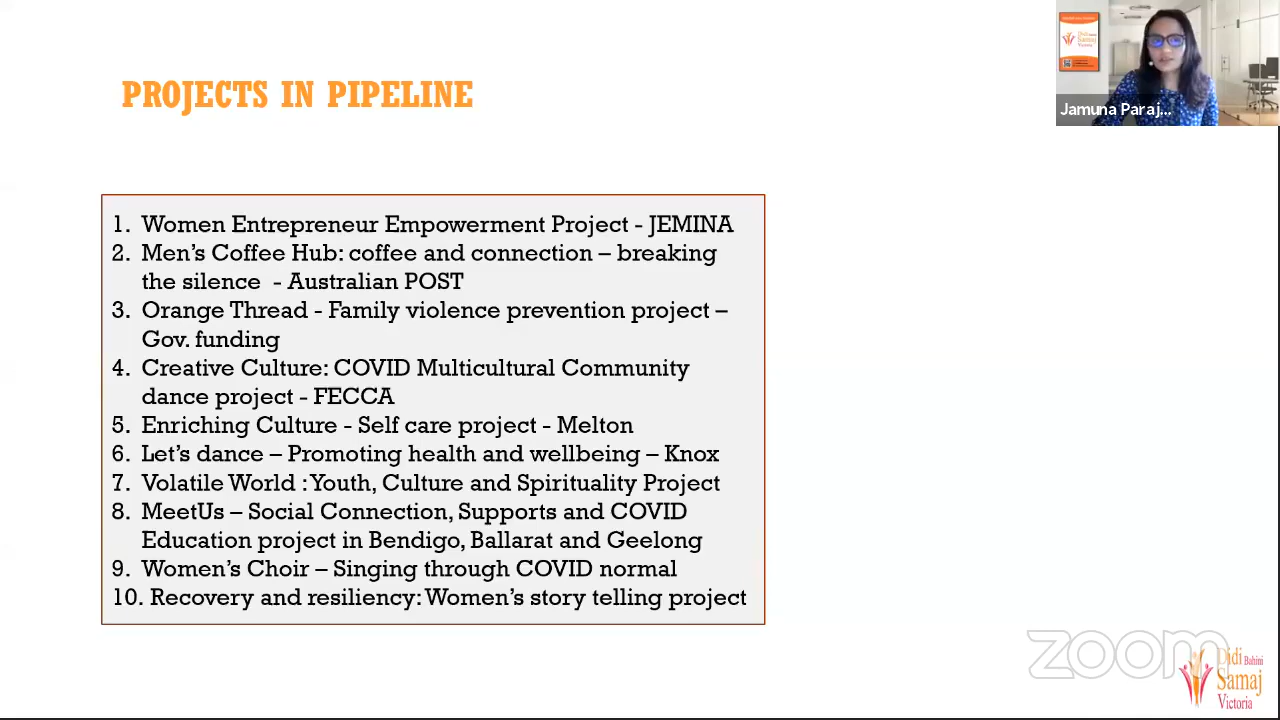 PROJECTS IN PIPELINE
Jamuna Paraj...
1. Women Entrepreneur Empowerment Project - JEMINA
2. Men's Coffee Hub: coffee and connection – breaking
the silence - Australian POST
3. Orange Thread - Family violence prevention project –
Gov. funding
4. Creative Culture: COVID Multicultural Community
dance project - FECCA
5. Enriching Culture - Self care project - Melton
6. Let's dance – Promoting health and wellbeing – Knox
7. Volatile World : Youth, Culture and Spirituality Project
8. MeetUs – Social Connection, Supports and COVID
Education project in Bendigo, Ballarat and Geelong
9. Women's Choir – Singing through COVID normal
10. Recovery and resiliency: Women's story telling project
zoom
Didi Bahini
Samaj
Victoria